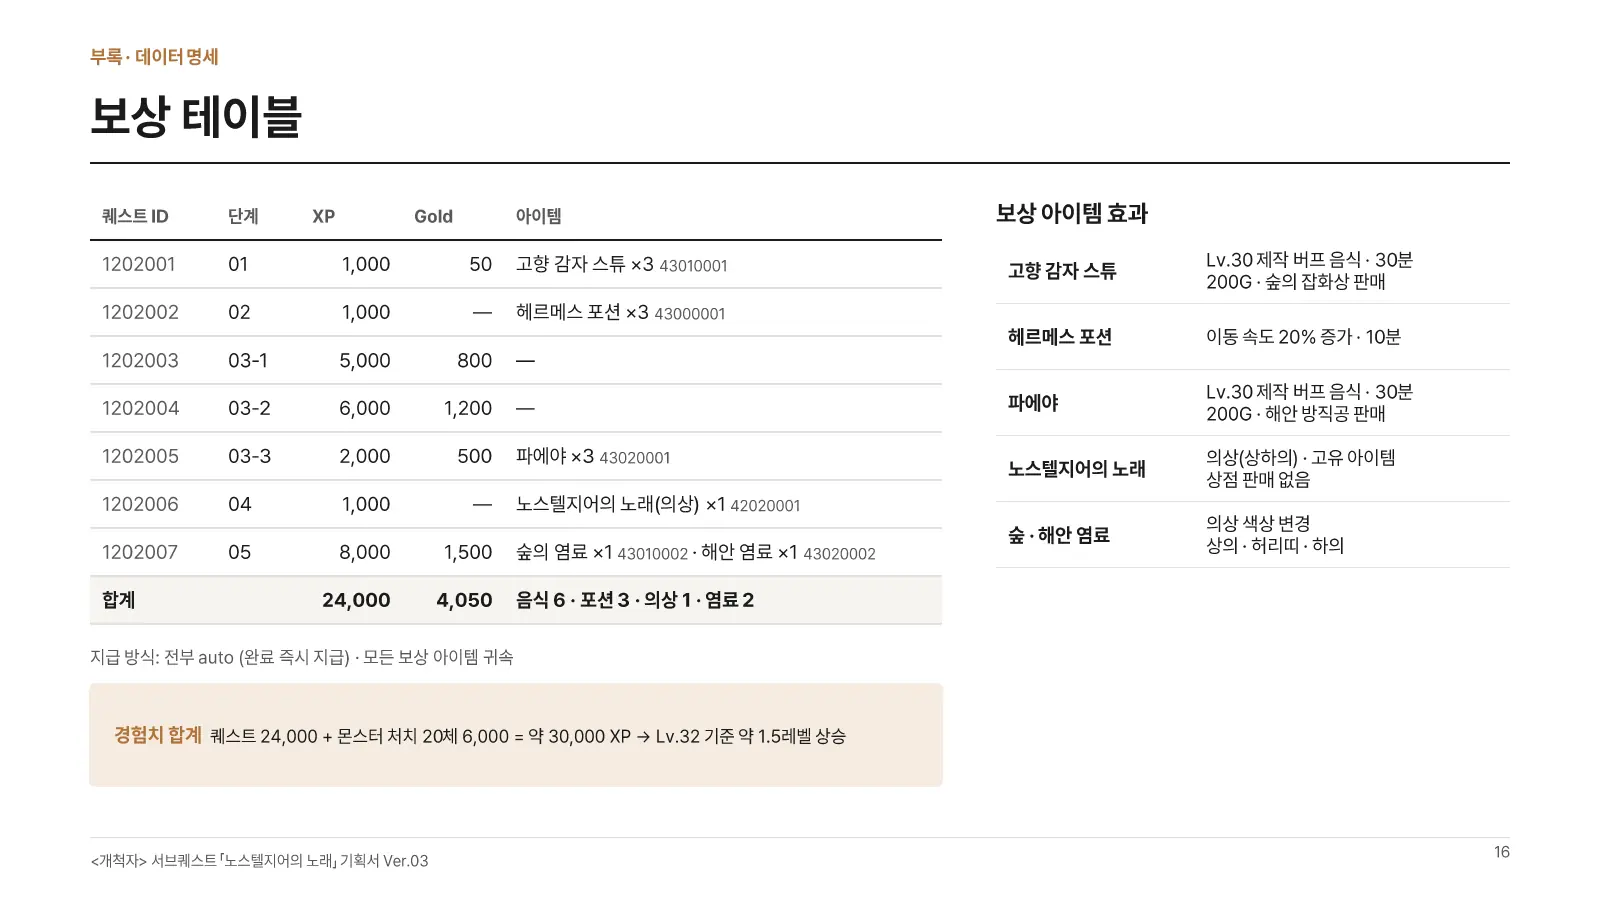 부록 · 데이터 명세
보상 테이블
퀘스트 ID 단계 XP Gold 아이템
1202001 01 1,000 50 고향 감자 스튜 ×3 43010001
1202002 02 1,000 — 헤르메스 포션 ×3 43000001
1202003 03-1 5,000 800 —
1202004 03-2 6,000 1,200 —
1202005 03-3 2,000 500 파에야 ×3 43020001
1202006 04 1,000 — 노스텔지어의 노래(의상) ×1 42020001
1202007 05 8,000 1,500 숲의 염료 ×1 43010002 · 해안 염료 ×1 43020002
합계 24,000 4,050 음식 6 · 포션 3 · 의상 1 · 염료 2
지급 방식: 전부 auto (완료 즉시 지급) · 모든 보상 아이템 귀속
경험치 합계 퀘스트 24,000 + 몬스터 처치 20체 6,000 = 약 30,000 XP → Lv.32 기준 약 1.5레벨 상승
보상 아이템 효과
고향 감자 스튜 Lv.30 제작 버프 음식 · 30분
200G · 숲의 잡화상 판매
헤르메스 포션 이동 속도 20% 증가 · 10분
파에야 Lv.30 제작 버프 음식 · 30분
200G · 해안 방직공 판매
노스텔지어의 노래 의상(상하의) · 고유 아이템
상점 판매 없음
숲 · 해안 염료 의상 색상 변경
상의 · 허리띠 · 하의
<개척자> 서브퀘스트 「노스텔지어의 노래」 기획서 Ver.03
16